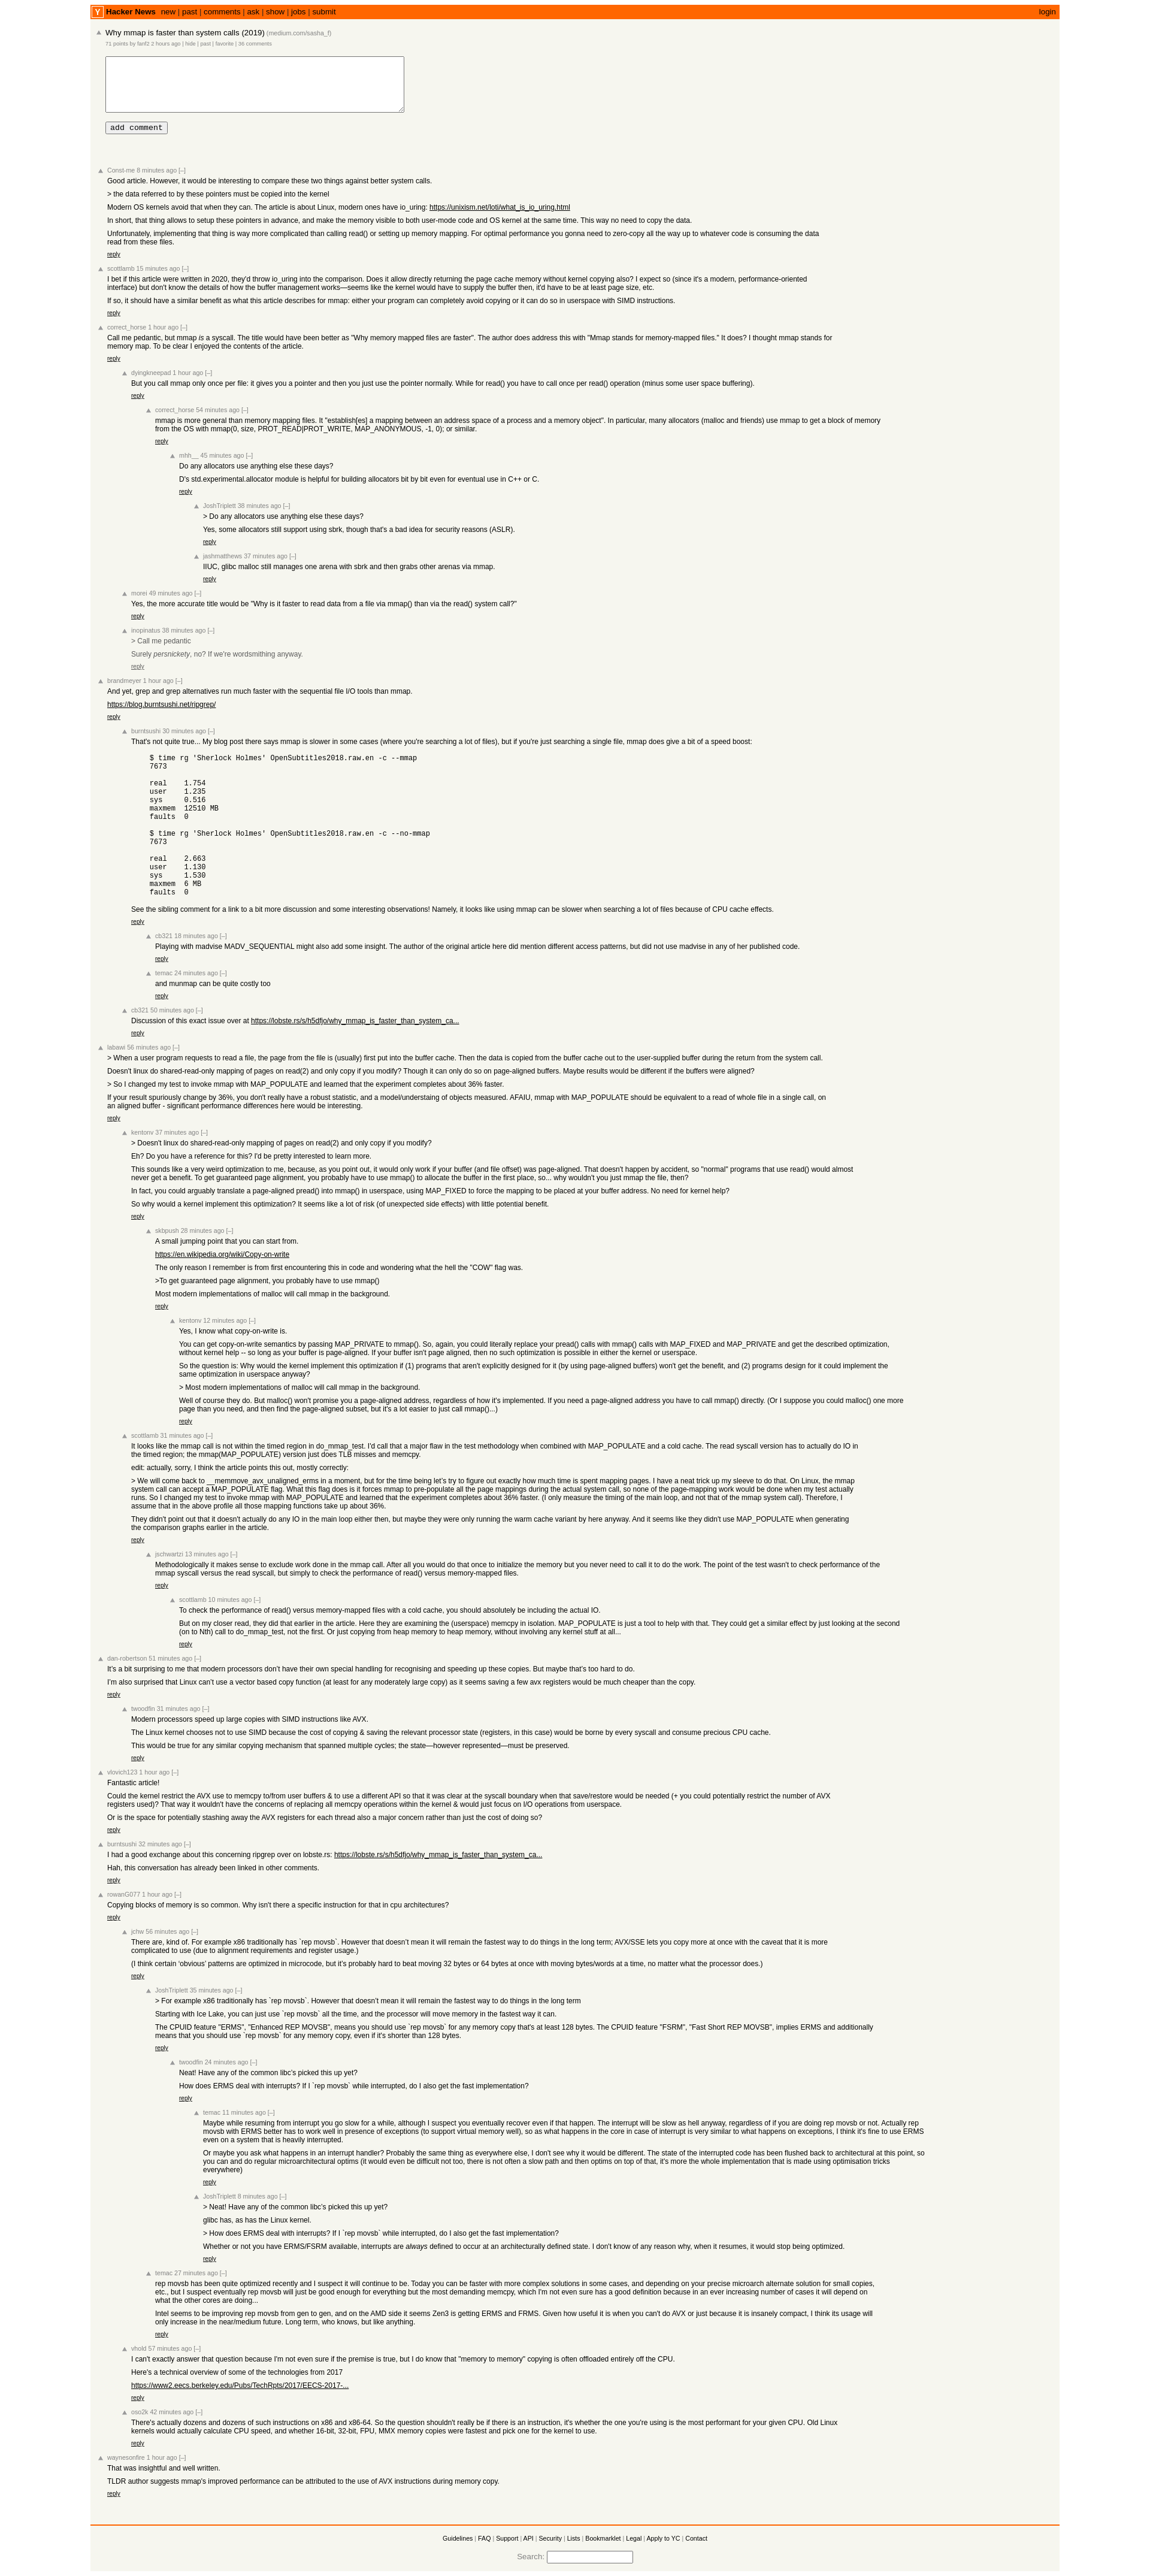 Y Hacker News new | past | comments | ask | show | jobs | submit login
Why mmap is faster than system calls (2019) (medium.com/sasha_f)
71 points by fanf2 2 hours ago | hide | past | favorite | 36 comments
add comment
Const-me 8 minutes ago [–]
Good article. However, it would be interesting to compare these two things against better system calls.
> the data referred to by these pointers must be copied into the kernel
Modern OS kernels avoid that when they can. The article is about Linux, modern ones have io_uring: https://unixism.net/loti/what_is_io_uring.html
In short, that thing allows to setup these pointers in advance, and make the memory visible to both user-mode code and OS kernel at the same time. This way no need to copy the data.
Unfortunately, implementing that thing is way more complicated than calling read() or setting up memory mapping. For optimal performance you gonna need to zero-copy all the way up to whatever code is consuming the data
read from these files.
reply
scottlamb 15 minutes ago [–]
I bet if this article were written in 2020, they'd throw io_uring into the comparison. Does it allow directly returning the page cache memory without kernel copying also? I expect so (since it's a modern, performance-oriented
interface) but don't know the details of how the buffer management works—seems like the kernel would have to supply the buffer then, it'd have to be at least page size, etc.
If so, it should have a similar benefit as what this article describes for mmap: either your program can completely avoid copying or it can do so in userspace with SIMD instructions.
reply
correct_horse 1 hour ago [–]
Call me pedantic, but mmap is a syscall. The title would have been better as "Why memory mapped files are faster". The author does address this with "Mmap stands for memory-mapped files." It does? I thought mmap stands for
memory map. To be clear I enjoyed the contents of the article.
reply
dyingkneepad 1 hour ago [–]
But you call mmap only once per file: it gives you a pointer and then you just use the pointer normally. While for read() you have to call once per read() operation (minus some user space buffering).
reply
correct_horse 54 minutes ago [–]
mmap is more general than memory mapping files. It "establish[es] a mapping between an address space of a process and a memory object". In particular, many allocators (malloc and friends) use mmap to get a block of memory
from the OS with mmap(0, size, PROT_READ|PROT_WRITE, MAP_ANONYMOUS, -1, 0); or similar.
reply
mhh__ 45 minutes ago [–]
Do any allocators use anything else these days?
D's std.experimental.allocator module is helpful for building allocators bit by bit even for eventual use in C++ or C.
reply
JoshTriplett 38 minutes ago [–]
> Do any allocators use anything else these days?
Yes, some allocators still support using sbrk, though that's a bad idea for security reasons (ASLR).
reply
jashmatthews 37 minutes ago [–]
IIUC, glibc malloc still manages one arena with sbrk and then grabs other arenas via mmap.
reply
morei 49 minutes ago [–]
Yes, the more accurate title would be "Why is it faster to read data from a file via mmap() than via the read() system call?"
reply
inopinatus 38 minutes ago [–]
> Call me pedantic
Surely persnickety, no? If we're wordsmithing anyway.
reply
brandmeyer 1 hour ago [–]
And yet, grep and grep alternatives run much faster with the sequential file I/O tools than mmap.
https://blog.burntsushi.net/ripgrep/
reply
burntsushi 30 minutes ago [–]
That's not quite true... My blog post there says mmap is slower in some cases (where you're searching a lot of files), but if you're just searching a single file, mmap does give a bit of a speed boost:
$ time rg 'Sherlock Holmes' OpenSubtitles2018.raw.en -c --mmap
7673
real 1.754
user 1.235
sys 0.516
maxmem 12510 MB
faults 0
$ time rg 'Sherlock Holmes' OpenSubtitles2018.raw.en -c --no-mmap
7673
real 2.663
user 1.130
sys 1.530
maxmem 6 MB
faults 0
See the sibling comment for a link to a bit more discussion and some interesting observations! Namely, it looks like using mmap can be slower when searching a lot of files because of CPU cache effects.
reply
cb321 18 minutes ago [–]
Playing with madvise MADV_SEQUENTIAL might also add some insight. The author of the original article here did mention different access patterns, but did not use madvise in any of her published code.
reply
temac 24 minutes ago [–]
and munmap can be quite costly too
reply
cb321 50 minutes ago [–]
Discussion of this exact issue over at https://lobste.rs/s/h5dfjo/why_mmap_is_faster_than_system_ca...
reply
labawi 56 minutes ago [–]
> When a user program requests to read a file, the page from the file is (usually) first put into the buffer cache. Then the data is copied from the buffer cache out to the user-supplied buffer during the return from the system call.
Doesn't linux do shared-read-only mapping of pages on read(2) and only copy if you modify? Though it can only do so on page-aligned buffers. Maybe results would be different if the buffers were aligned?
> So I changed my test to invoke mmap with MAP_POPULATE and learned that the experiment completes about 36% faster.
If your result spuriously change by 36%, you don't really have a robust statistic, and a model/understaing of objects measured. AFAIU, mmap with MAP_POPULATE should be equivalent to a read of whole file in a single call, on
an aligned buffer - significant performance differences here would be interesting.
reply
kentonv 37 minutes ago [–]
> Doesn't linux do shared-read-only mapping of pages on read(2) and only copy if you modify?
Eh? Do you have a reference for this? I'd be pretty interested to learn more.
This sounds like a very weird optimization to me, because, as you point out, it would only work if your buffer (and file offset) was page-aligned. That doesn't happen by accident, so "normal" programs that use read() would almost
never get a benefit. To get guaranteed page alignment, you probably have to use mmap() to allocate the buffer in the first place, so... why wouldn't you just mmap the file, then?
In fact, you could arguably translate a page-aligned pread() into mmap() in userspace, using MAP_FIXED to force the mapping to be placed at your buffer address. No need for kernel help?
So why would a kernel implement this optimization? It seems like a lot of risk (of unexpected side effects) with little potential benefit.
reply
skbpush 28 minutes ago [–]
A small jumping point that you can start from.
https://en.wikipedia.org/wiki/Copy-on-write
The only reason I remember is from first encountering this in code and wondering what the hell the "COW" flag was.
>To get guaranteed page alignment, you probably have to use mmap()
Most modern implementations of malloc will call mmap in the background.
reply
kentonv 12 minutes ago [–]
Yes, I know what copy-on-write is.
You can get copy-on-write semantics by passing MAP_PRIVATE to mmap(). So, again, you could literally replace your pread() calls with mmap() calls with MAP_FIXED and MAP_PRIVATE and get the described optimization,
without kernel help -- so long as your buffer is page-aligned. If your buffer isn't page aligned, then no such optimization is possible in either the kernel or userspace.
So the question is: Why would the kernel implement this optimization if (1) programs that aren't explicitly designed for it (by using page-aligned buffers) won't get the benefit, and (2) programs design for it could implement the
same optimization in userspace anyway?
> Most modern implementations of malloc will call mmap in the background.
Well of course they do. But malloc() won't promise you a page-aligned address, regardless of how it's implemented. If you need a page-aligned address you have to call mmap() directly. (Or I suppose you could malloc() one more
page than you need, and then find the page-aligned subset, but it's a lot easier to just call mmap()...)
reply
scottlamb 31 minutes ago [–]
It looks like the mmap call is not within the timed region in do_mmap_test. I'd call that a major flaw in the test methodology when combined with MAP_POPULATE and a cold cache. The read syscall version has to actually do IO in
the timed region; the mmap(MAP_POPULATE) version just does TLB misses and memcpy.
edit: actually, sorry, I think the article points this out, mostly correctly:
> We will come back to __memmove_avx_unaligned_erms in a moment, but for the time being let's try to figure out exactly how much time is spent mapping pages. I have a neat trick up my sleeve to do that. On Linux, the mmap
system call can accept a MAP_POPULATE flag. What this flag does is it forces mmap to pre-populate all the page mappings during the actual system call, so none of the page-mapping work would be done when my test actually
runs. So I changed my test to invoke mmap with MAP_POPULATE and learned that the experiment completes about 36% faster. (I only measure the timing of the main loop, and not that of the mmap system call). Therefore, I
assume that in the above profile all those mapping functions take up about 36%.
They didn't point out that it doesn't actually do any IO in the main loop either then, but maybe they were only running the warm cache variant by here anyway. And it seems like they didn't use MAP_POPULATE when generating
the comparison graphs earlier in the article.
reply
jschwartzi 13 minutes ago [–]
Methodologically it makes sense to exclude work done in the mmap call. After all you would do that once to initialize the memory but you never need to call it to do the work. The point of the test wasn't to check performance of the
mmap syscall versus the read syscall, but simply to check the performance of read() versus memory-mapped files.
reply
scottlamb 10 minutes ago [–]
To check the performance of read() versus memory-mapped files with a cold cache, you should absolutely be including the actual IO.
But on my closer read, they did that earlier in the article. Here they are examining the (userspace) memcpy in isolation. MAP_POPULATE is just a tool to help with that. They could get a similar effect by just looking at the second
(on to Nth) call to do_mmap_test, not the first. Or just copying from heap memory to heap memory, without involving any kernel stuff at all...
reply
dan-robertson 51 minutes ago [–]
It's a bit surprising to me that modern processors don't have their own special handling for recognising and speeding up these copies. But maybe that's too hard to do.
I'm also surprised that Linux can't use a vector based copy function (at least for any moderately large copy) as it seems saving a few avx registers would be much cheaper than the copy.
reply
twoodfin 31 minutes ago [–]
Modern processors speed up large copies with SIMD instructions like AVX.
The Linux kernel chooses not to use SIMD because the cost of copying & saving the relevant processor state (registers, in this case) would be borne by every syscall and consume precious CPU cache.
This would be true for any similar copying mechanism that spanned multiple cycles; the state—however represented—must be preserved.
reply
vlovich123 1 hour ago [–]
Fantastic article!
Could the kernel restrict the AVX use to memcpy to/from user buffers & to use a different API so that it was clear at the syscall boundary when that save/restore would be needed (+ you could potentially restrict the number of AVX
registers used)? That way it wouldn't have the concerns of replacing all memcpy operations within the kernel & would just focus on I/O operations from userspace.
Or is the space for potentially stashing away the AVX registers for each thread also a major concern rather than just the cost of doing so?
reply
burntsushi 32 minutes ago [–]
I had a good exchange about this concerning ripgrep over on lobste.rs: https://lobste.rs/s/h5dfjo/why_mmap_is_faster_than_system_ca...
Hah, this conversation has already been linked in other comments.
reply
rowanG077 1 hour ago [–]
Copying blocks of memory is so common. Why isn't there a specific instruction for that in cpu architectures?
reply
jchw 56 minutes ago [–]
There are, kind of. For example x86 traditionally has `rep movsb`. However that doesn't mean it will remain the fastest way to do things in the long term; AVX/SSE lets you copy more at once with the caveat that it is more
complicated to use (due to alignment requirements and register usage.)
(I think certain ‘obvious’ patterns are optimized in microcode, but it's probably hard to beat moving 32 bytes or 64 bytes at once with moving bytes/words at a time, no matter what the processor does.)
reply
JoshTriplett 35 minutes ago [–]
> For example x86 traditionally has `rep movsb`. However that doesn't mean it will remain the fastest way to do things in the long term
Starting with Ice Lake, you can just use `rep movsb` all the time, and the processor will move memory in the fastest way it can.
The CPUID feature "ERMS", "Enhanced REP MOVSB", means you should use `rep movsb` for any memory copy that's at least 128 bytes. The CPUID feature "FSRM", "Fast Short REP MOVSB", implies ERMS and additionally
means that you should use `rep movsb` for any memory copy, even if it's shorter than 128 bytes.
reply
twoodfin 24 minutes ago [–]
Neat! Have any of the common libc's picked this up yet?
How does ERMS deal with interrupts? If I `rep movsb` while interrupted, do I also get the fast implementation?
reply
temac 11 minutes ago [–]
Maybe while resuming from interrupt you go slow for a while, although I suspect you eventually recover even if that happen. The interrupt will be slow as hell anyway, regardless of if you are doing rep movsb or not. Actually rep
movsb with ERMS better has to work well in presence of exceptions (to support virtual memory well), so as what happens in the core in case of interrupt is very similar to what happens on exceptions, I think it's fine to use ERMS
even on a system that is heavily interrupted.
Or maybe you ask what happens in an interrupt handler? Probably the same thing as everywhere else, I don't see why it would be different. The state of the interrupted code has been flushed back to architectural at this point, so
you can and do regular microarchitectural optims (it would even be difficult not too, there is not often a slow path and then optims on top of that, it's more the whole implementation that is made using optimisation tricks
everywhere)
reply
JoshTriplett 8 minutes ago [–]
> Neat! Have any of the common libc's picked this up yet?
glibc has, as has the Linux kernel.
> How does ERMS deal with interrupts? If I `rep movsb` while interrupted, do I also get the fast implementation?
Whether or not you have ERMS/FSRM available, interrupts are always defined to occur at an architecturally defined state. I don't know of any reason why, when it resumes, it would stop being optimized.
reply
temac 27 minutes ago [–]
rep movsb has been quite optimized recently and I suspect it will continue to be. Today you can be faster with more complex solutions in some cases, and depending on your precise microarch alternate solution for small copies,
etc., but I suspect eventually rep movsb will just be good enough for everything but the most demanding memcpy, which I'm not even sure has a good definition because in an ever increasing number of cases it will depend on
what the other cores are doing...
Intel seems to be improving rep movsb from gen to gen, and on the AMD side it seems Zen3 is getting ERMS and FRMS. Given how useful it is when you can't do AVX or just because it is insanely compact, I think its usage will
only increase in the near/medium future. Long term, who knows, but like anything.
reply
vhold 57 minutes ago [–]
I can't exactly answer that question because I'm not even sure if the premise is true, but I do know that "memory to memory" copying is often offloaded entirely off the CPU.
Here's a technical overview of some of the technologies from 2017
https://www2.eecs.berkeley.edu/Pubs/TechRpts/2017/EECS-2017-...
reply
oso2k 42 minutes ago [–]
There's actually dozens and dozens of such instructions on x86 and x86-64. So the question shouldn't really be if there is an instruction, it's whether the one you're using is the most performant for your given CPU. Old Linux
kernels would actually calculate CPU speed, and whether 16-bit, 32-bit, FPU, MMX memory copies were fastest and pick one for the kernel to use.
reply
waynesonfire 1 hour ago [–]
That was insightful and well written.
TLDR author suggests mmap's improved performance can be attributed to the use of AVX instructions during memory copy.
reply
Guidelines | FAQ | Support | API | Security | Lists | Bookmarklet | Legal | Apply to YC | Contact
Search: